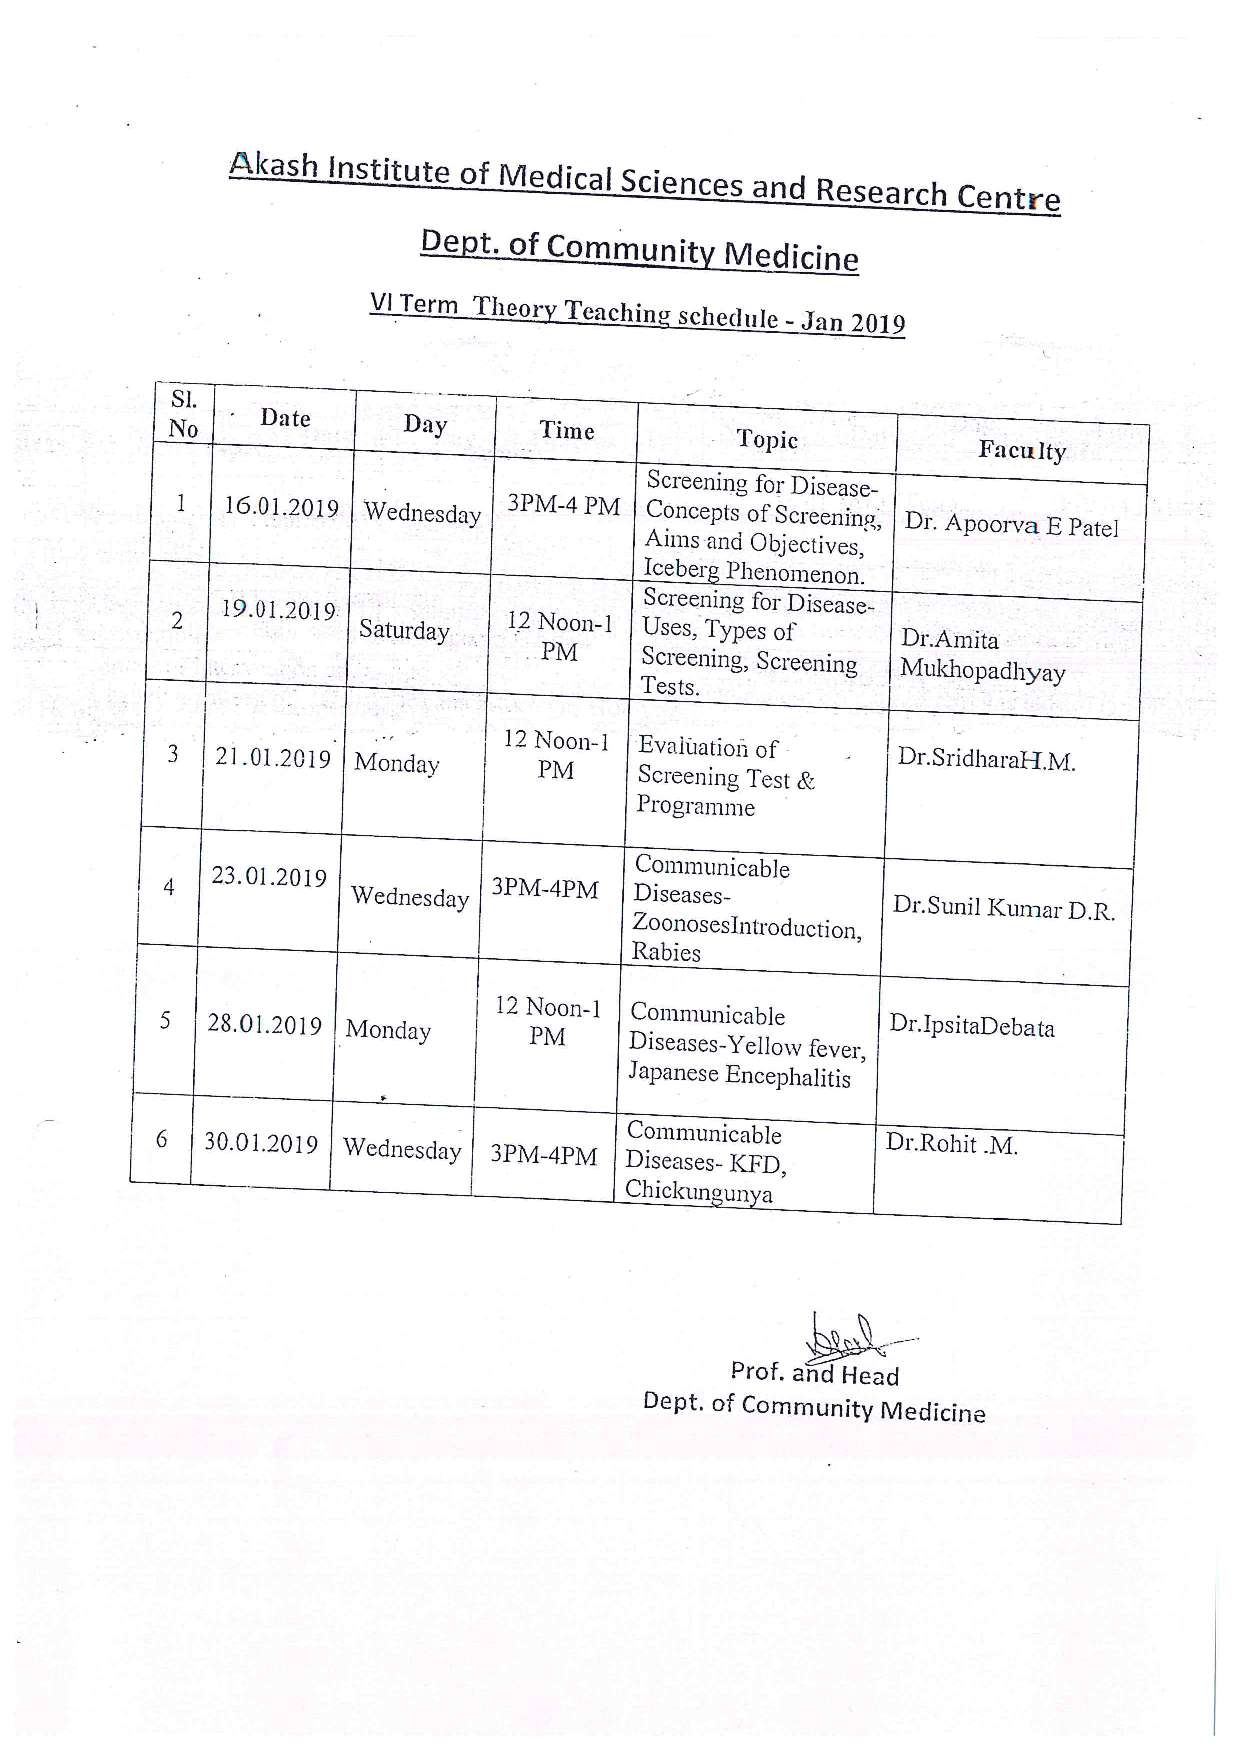 Akash Institute of Medical Sciences and Research Centre
Dept. of Community Medicine
VI Term Theory Teaching schedule - Jan 2019
Sl. No Date Day Time Topic Faculty
1 16.01.2019 Wednesday 3PM-4 PM Screening for Disease-
Concepts of Screening,
Aims and Objectives,
Iceberg Phenomenon. Dr. Apoorva E Patel
2 19.01.2019 Saturday 12 Noon-1
PM Screening for Disease-
Uses, Types of
Screening, Screening
Tests. Dr.Amita
Mukhopadhyay
3 21.01.2019 Monday 12 Noon-1
PM Evaluation of
Screening Test &
Programme Dr.SridharaH.M.
4 23.01.2019 Wednesday 3PM-4PM Communicable
Diseases-
ZoonosesIntroduction,
Rabies Dr.Sunil Kumar D.R.
5 28.01.2019 Monday 12 Noon-1
PM Communicable
Diseases-Yellow fever,
Japanese Encephalitis Dr.IpsitaDebata
6 30.01.2019 Wednesday 3PM-4PM Communicable
Diseases- KFD,
Chickungunya Dr.Rohit .M.
Prof. and Head
Dept. of Community Medicine